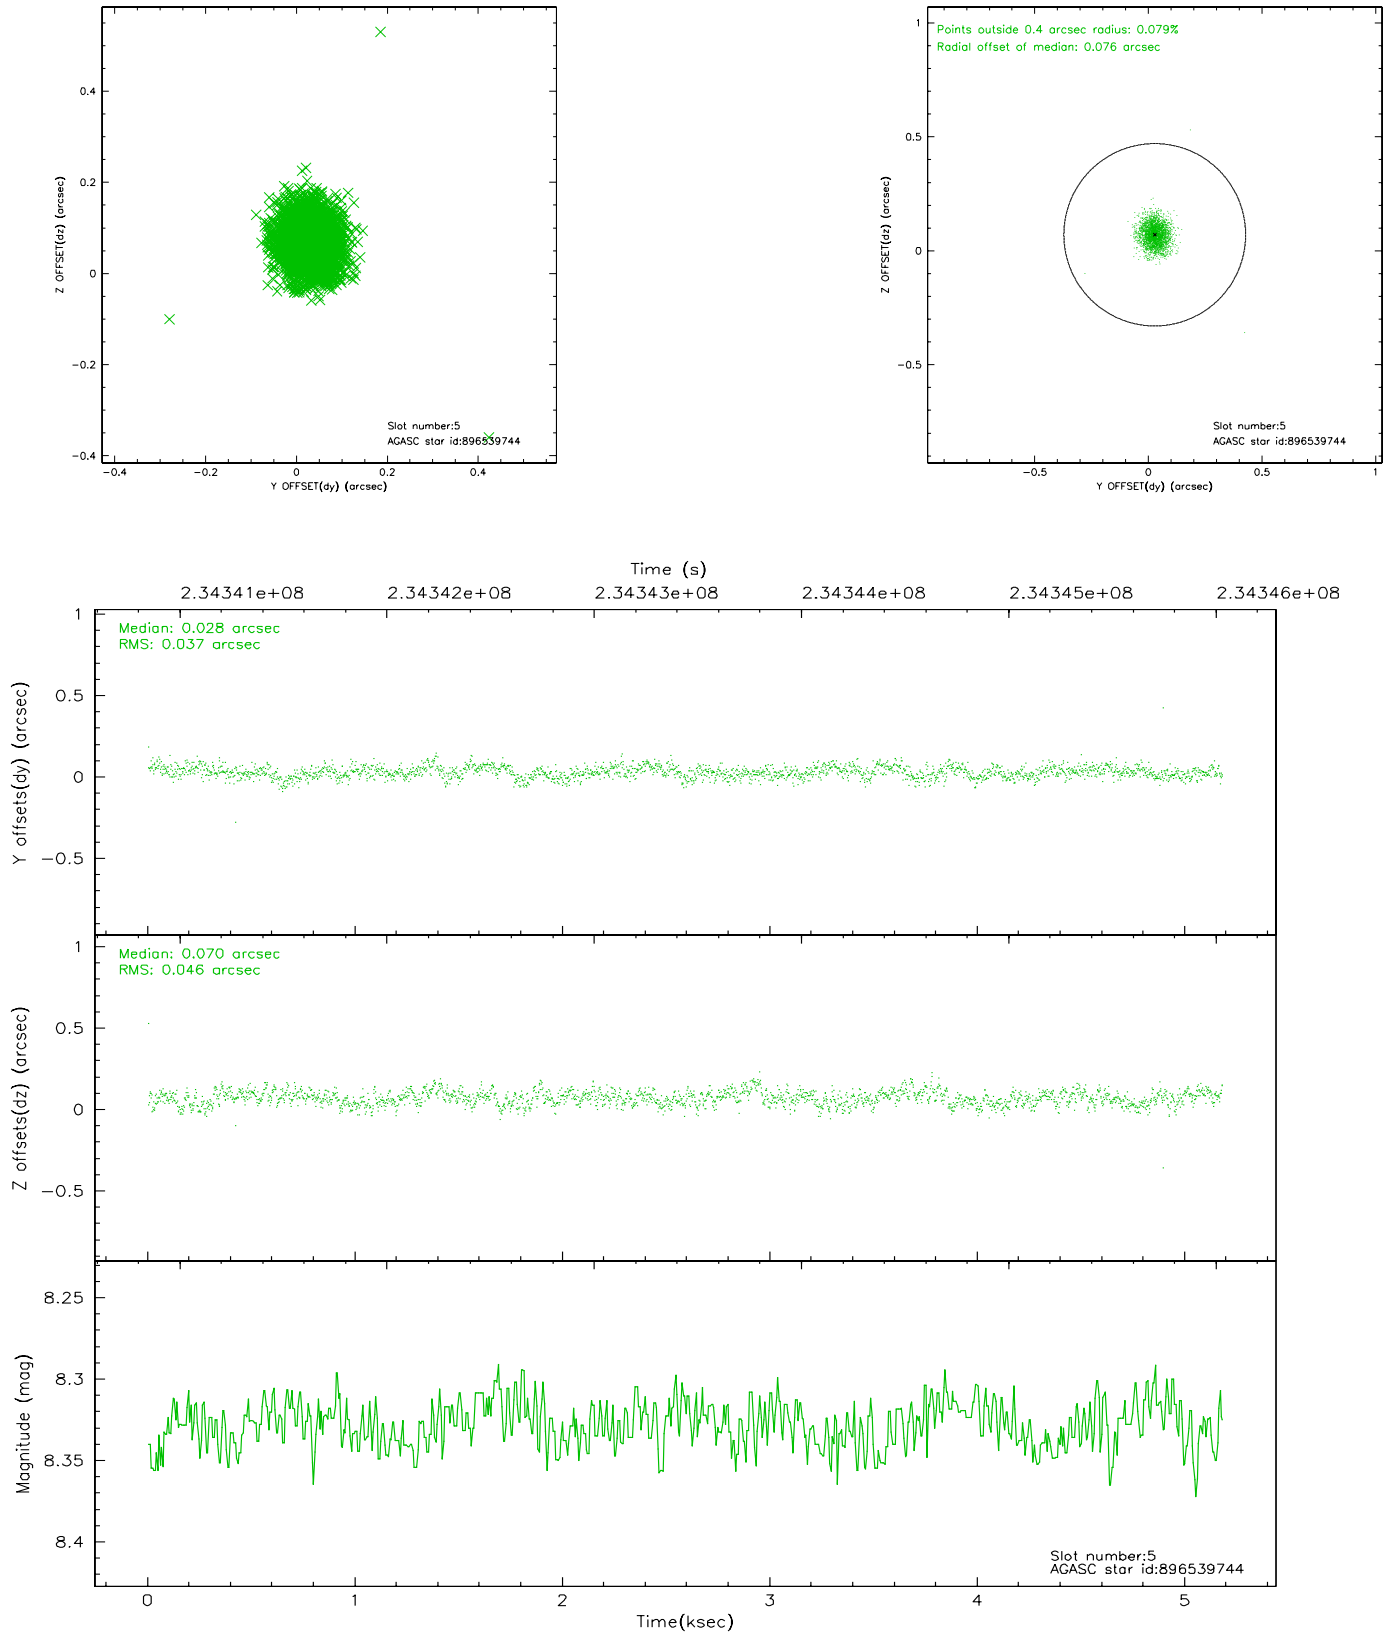 Points outside 0.4 arcsec radius: 0.079%
Radial offset of median: 0.076 arcsec
Z OFFSET(dz) (arcsec)
0.4
0.2
0
-0.2
-0.4
-0.4
-0.2
0
0.2
0.4
Y OFFSET(dy) (arcsec)
Slot number:5
AGASC star id:896539744
Z OFFSET(dz) (arcsec)
1
0.5
0
-0.5
-0.5
0
0.5
1
Y OFFSET(dy) (arcsec)
Slot number:5
AGASC star id:896539744
Time (s)
2.34341e+08
2.34342e+08
2.34343e+08
2.34344e+08
2.34345e+08
2.34346e+08
Median: 0.028 arcsec
RMS: 0.037 arcsec
Y offsets(dy) (arcsec)
1
0.5
0
-0.5
Median: 0.070 arcsec
RMS: 0.046 arcsec
Z offsets(dz) (arcsec)
1
0.5
0
-0.5
Magnitude (mag)
8.25
8.3
8.35
8.4
Slot number:5
AGASC star id:896539744
0
1
2
3
4
5
Time(ksec)